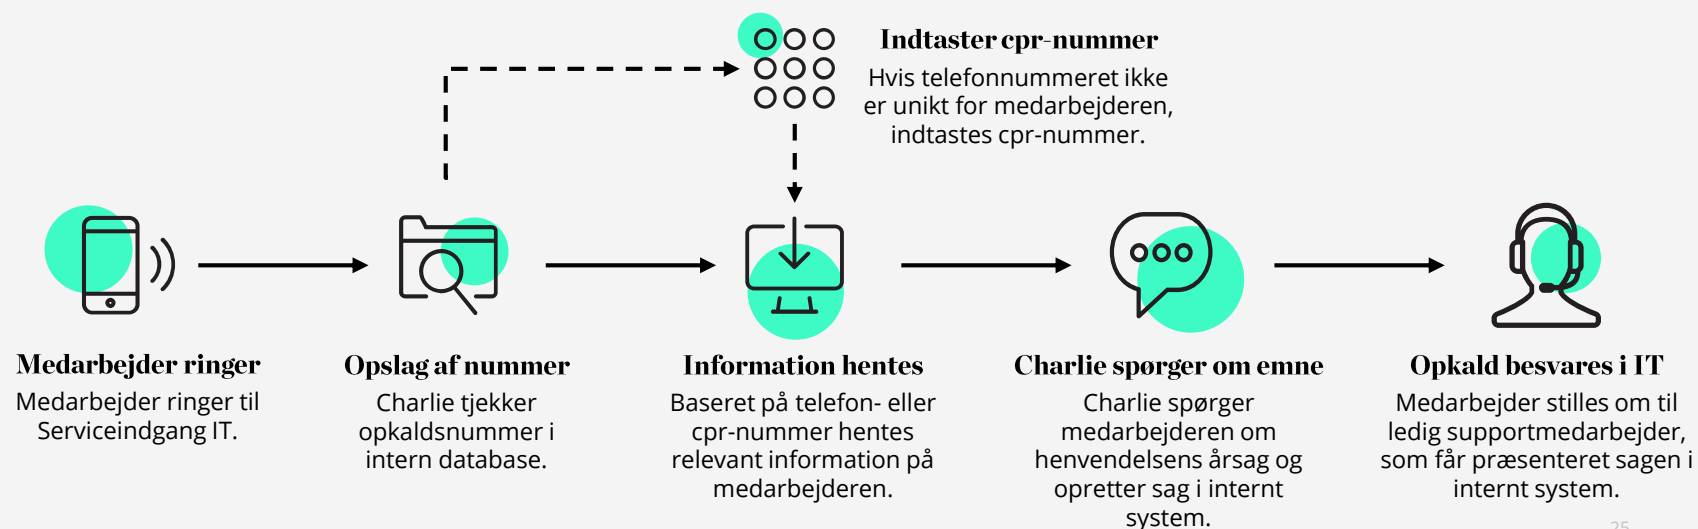 Indtaster cpr-nummer
Hvis telefonnummeret ikke
er unikt for medarbejderen,
indtastes cpr-nummer.
Medarbejder ringer
Medarbejder ringer til
Serviceindgang IT.
Opslag af nummer
Charlie tjekker
opkaldsnummer i
intern database.
Information hentes
Baseret på telefon- eller
cpr-nummer hentes
relevant information på
medarbejderen.
Charlie spørger om emne
Charlie spørger
medarbejderen om
henvendelsens årsag og
opretter sag i internt
system.
Opkald besvares i IT
Medarbejder stilles om til
ledig supportmedarbejder,
som får præsenteret sagen i
internt system.
25